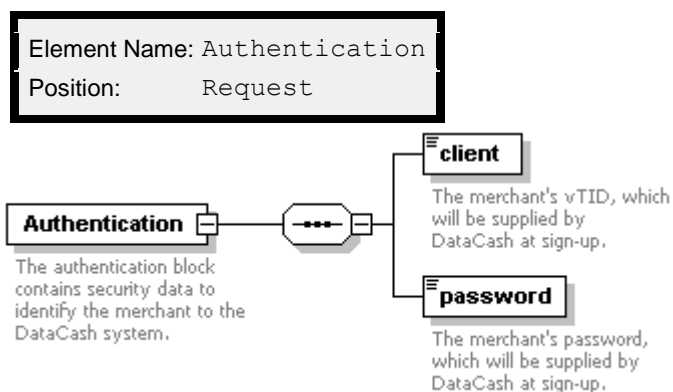 Element Name: Authentication
Position: Request
client
The merchant's vTID, which
will be supplied by
DataCash at sign-up.
Authentication
The authentication block
contains security data to
identify the merchant to the
DataCash system.
password
The merchant's password,
which will be supplied by
DataCash at sign-up.